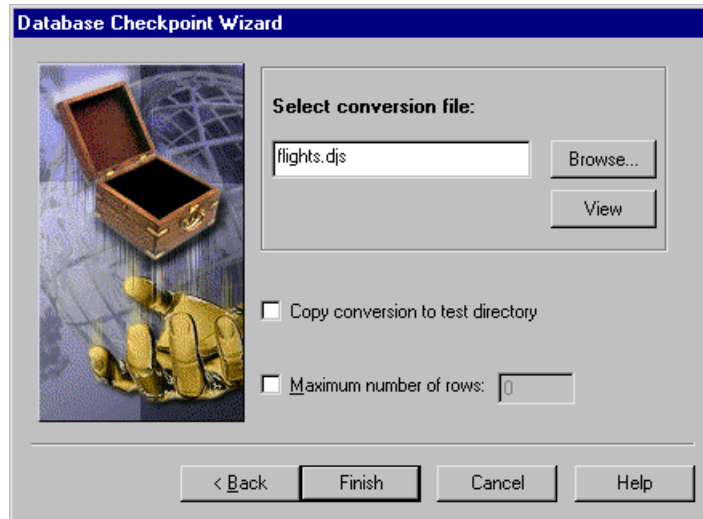 Database Checkpoint Wizard
Select conversion file:
flights.djs
Browse...
View
Copy conversion to test directory
Maximum number of rows: 0
< Back Finish Cancel Help